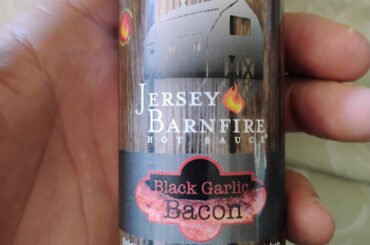 JERSEY
BARNFIRE
HOT SAUCE
Black Garlic
Bacon